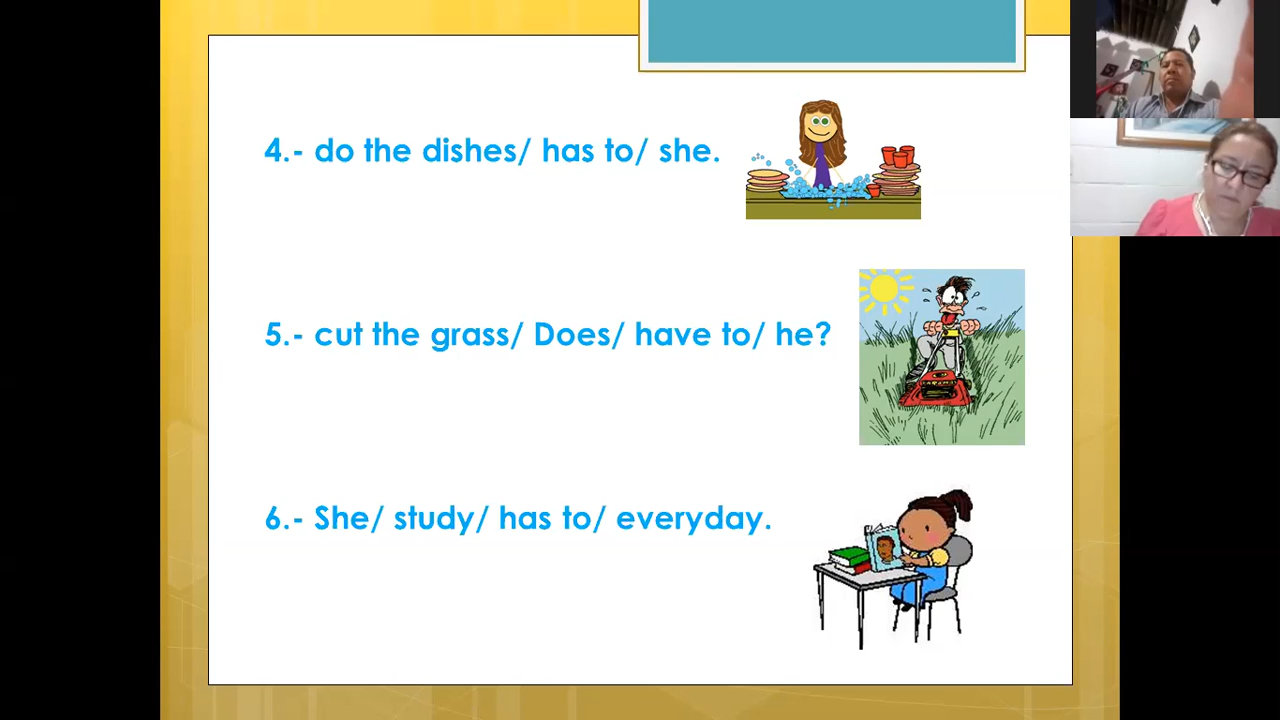 4.- do the dishes/ has to/ she.
5.- cut the grass/ Does/ have to/ he?
6.- She/ study/ has to/ everyday.